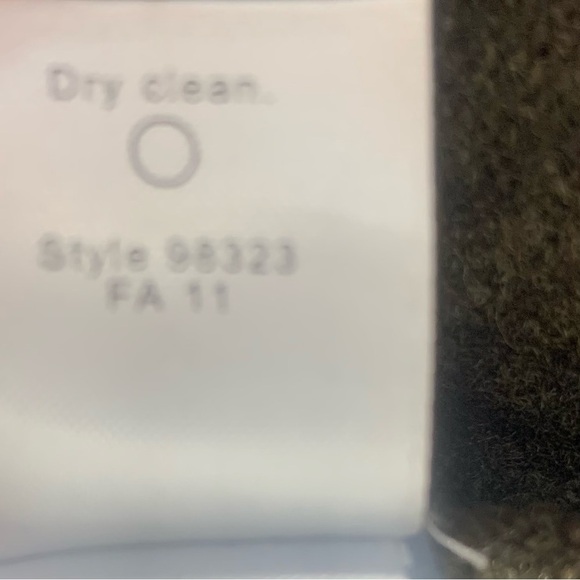 Dry clean.
Style 98323
FA 11